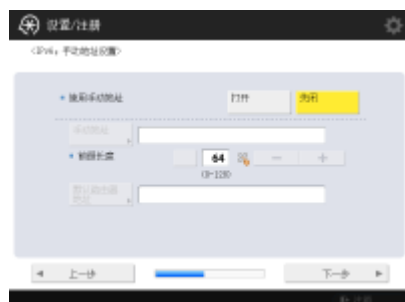 设置/注册
<IPv6：手动地址设置>
使用手动地址 打开 关闭
手动地址
前缀长度 64 − +
(0-128)
默认路由器
地址
上一步 下一步